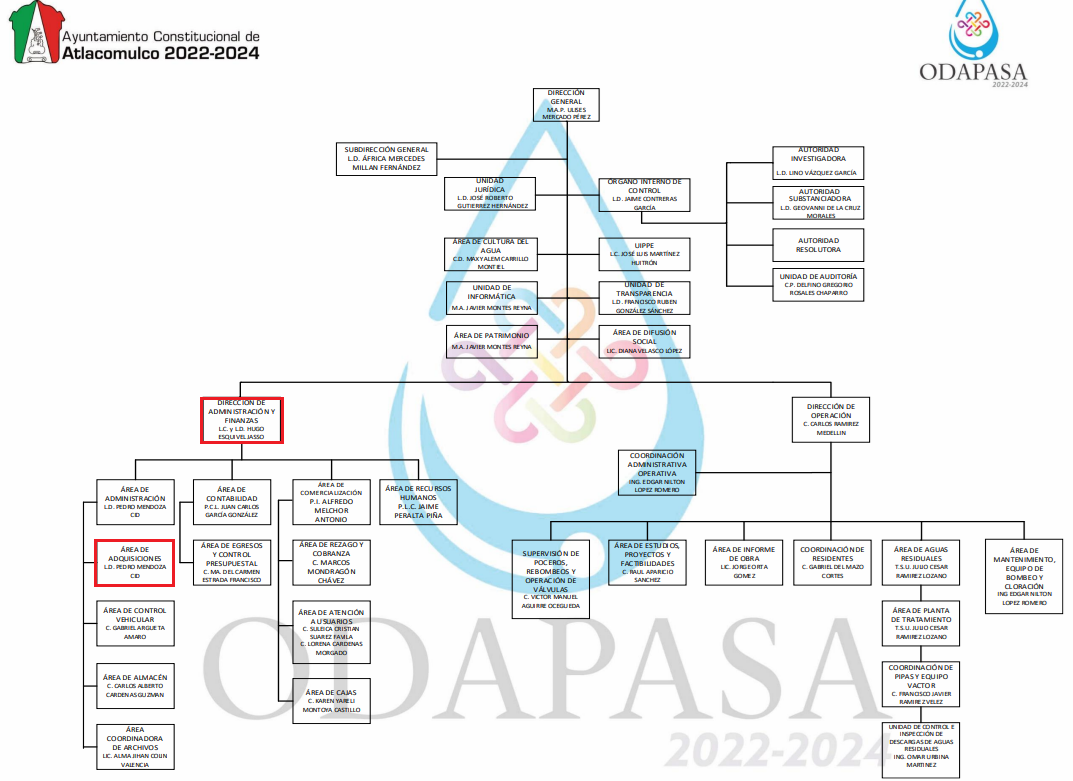 Ayuntamiento Constitucional de
Atlacomulco 2022-2024
ODAPASA
2022-2024
DIRECCIÓN
GENERAL
M.A.P. ULISES
MERCADO PÉREZ
SUBDIRECCIÓN GENERAL
L.D. ÁFRICA MERCEDES
MILLAN FERNÁNDEZ
UNIDAD
JURÍDICA
L.D. JOSÉ ROBERTO
GUTIERREZ HERNÁNDEZ
ORGANO INTERNO DE
CONTROL
L.D. JAIME CONTRERAS
GARCÍA
AUTORIDAD
INVESTIGADORA
L.D. LINO VÁZQUEZ GARCÍA
AUTORIDAD
SUBSTANCIADORA
L.D. GEOVANNI DE LA CRUZ
MORALES
AUTORIDAD
RESOLUTORA
UNIDAD DE AUDITORÍA
C.P. DELFINO GREGORIO
ROSALES CHAPARRO
ÁREA DE CULTURA DEL
AGUA
C.D. MAXYALEM CARRILLO
MONTIEL
UIPPE
L.C. JOSÉ LUIS MARTÍNEZ
HUITRÓN
UNIDAD DE
INFORMÁTICA
M.A. JAVIER MONTES REYNA
UNIDAD DE
TRANSPARENCIA
L.D. FRANCISCO RUBEN
GONZÁLEZ SÁNCHEZ
ÁREA DE PATRIMONIO
M.A. JAVIER MONTES REYNA
ÁREA DE DIFUSIÓN
SOCIAL
LIC. DIANA VELASCO LÓPEZ
DIRECCIÓN DE
ADMINISTRACIÓN Y
FINANZAS
L.C. y L.D. HUGO
ESQUIVEL JASSO
DIRECCIÓN DE
OPERACIÓN
C. CARLOS RAMIREZ
MEDELLIN
COORDINACIÓN
ADMINISTRATIVA
OPERATIVA
ING. EDGAR NILTON
LOPEZ ROMERO
ÁREA DE
ADMINISTRACIÓN
L.D. PEDRO MENDOZA
CID
ÁREA DE
CONTABILIDAD
P.C.L. JUAN CARLOS
GARCÍA GONZÁLEZ
ÁREA DE
COMERCIALIZACIÓN
P.I. ALFREDO
MELCHOR
ANTONIO
ÁREA DE RECURSOS
HUMANOS
P.L.C. JAIME
PERALTA PIÑA
ÁREA DE
ADQUISICIONES
L.D. PEDRO MENDOZA
CID
ÁREA DE EGRESOS
Y CONTROL
PRESUPUESTAL
C. MA. DEL CARMEN
ESTRADA FRANCISCO
ÁREA DE REZAGO Y
COBRANZA
C. MARCOS
MONDRAGÓN
CHÁVEZ
SUPERVISIÓN DE
POCEROS,
REBOMBEOS Y
OPERACIÓN DE
VÁLVULAS
C. VICTOR MANUEL
AGUIRRE OCEGUEDA
ÁREA DE ESTUDIOS,
PROYECTOS Y
FACTIBILIDADES
C. RAUL APARICIO
SANCHEZ
ÁREA DE INFORME
DE OBRA
LIC. JORGE ORTA
GOMEZ
COORDINACIÓN DE
RESIDENTES
C. GABRIEL DEL MAZO
CORTES
ÁREA DE AGUAS
RESIDUALES
T.S.U. JULIO CESAR
RAMIREZ LOZANO
ÁREA DE
MANTENIMIENTO,
EQUIPO DE
BOMBEO Y
CLORACIÓN
ING EDGAR NILTON
LOPEZ ROMERO
ÁREA DE CONTROL
VEHICULAR
C. GABRIEL ARGUETA
AMARO
ÁREA DE ATENCIÓN
A USUARIOS
C. SULEICA CRISTIAN
SUAREZ FAVILA
C. LORENA CARDENAS
MORGADO
ÁREA DE PLANTA
DE TRATAMIENTO
T.S.U. JULIO CESAR
RAMIREZ LOZANO
ÁREA DE ALMACÉN
C. CARLOS ALBERTO
CARDENAS GUZMAN
ÁREA DE CAJAS
C. KAREN YARELI
MONTOYA CASTILLO
COORDINACIÓN DE
PIPAS Y EQUIPO
VACTOR
C. FRANCISCO JAVIER
RAMIREZ VELEZ
ÁREA
COORDINADORA
DE ARCHIVOS
LIC. ALMA JIHAN COLIN
VALENCIA
UNIDAD DE CONTROL E
INSPECCIÓN DE
DESCARGAS DE AGUAS
RESIDUALES
ING. OMAR URBINA
MARTINEZ
ODAPASA
2022-2024